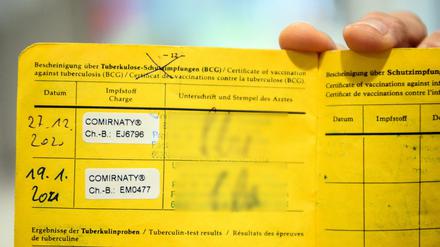 - 12 -
Bescheinigung über Tuberkulose-Schutzimpfungen (BCG) / Certificate of vaccination
against tuberculosis (BCG) / Certificat des vaccinations contre la tuberculose (BCG)
Datum
Impfstoff
Charge
Unterschrift und Stempel des Arztes
27.12.
2020
COMIRNATY®
Ch.-B.: EJ6796
19.1.
2021
COMIRNATY®
Ch.-B.: EM0477
Ergebnisse der Tuberkulinproben / Tuberculin-test results / Résultats des épreuves
de tuberculine
Bescheinigung über Schutzimpfun
Certificate of vaccinations against
Certificat de vaccinations contre
Datum
Impfstoff